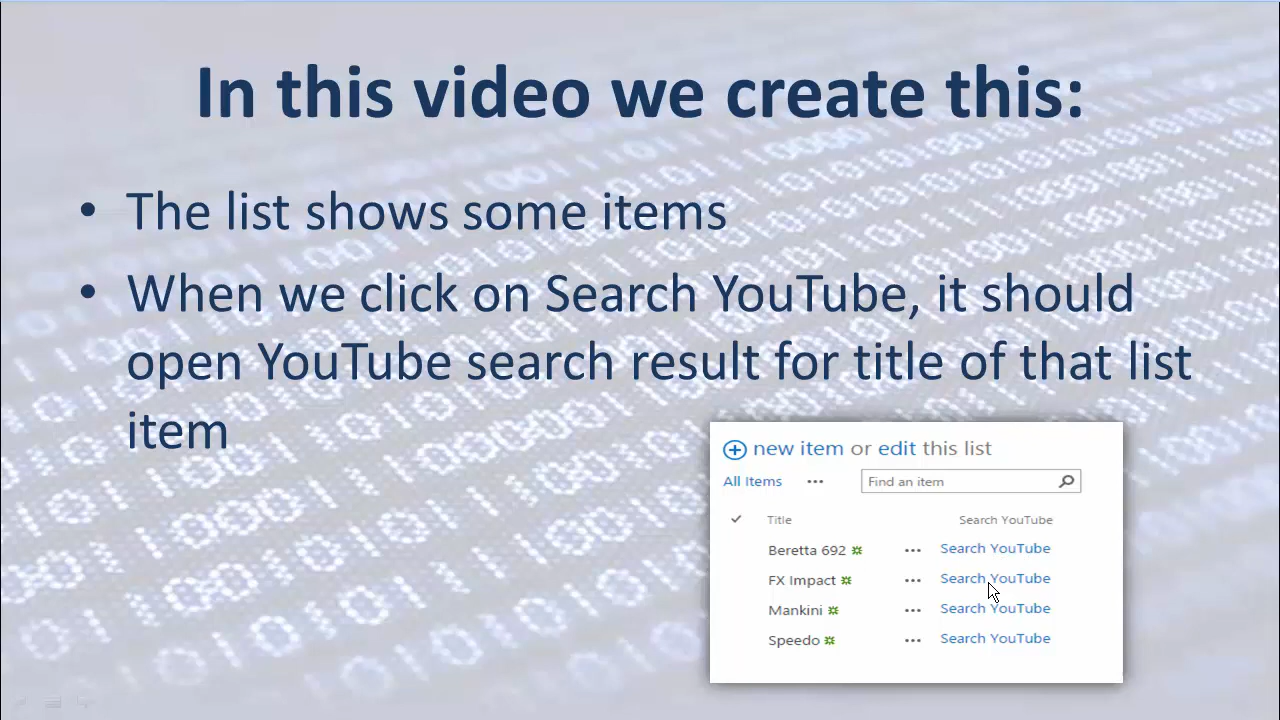 In this video we create this:
• The list shows some items
• When we click on Search YouTube, it should
open YouTube search result for title of that list
item
new item or edit this list
All Items ••• Find an item
Title Search YouTube
Beretta 692 ••• Search YouTube
FX Impact ••• Search YouTube
Mankini ••• Search YouTube
Speedo ••• Search YouTube